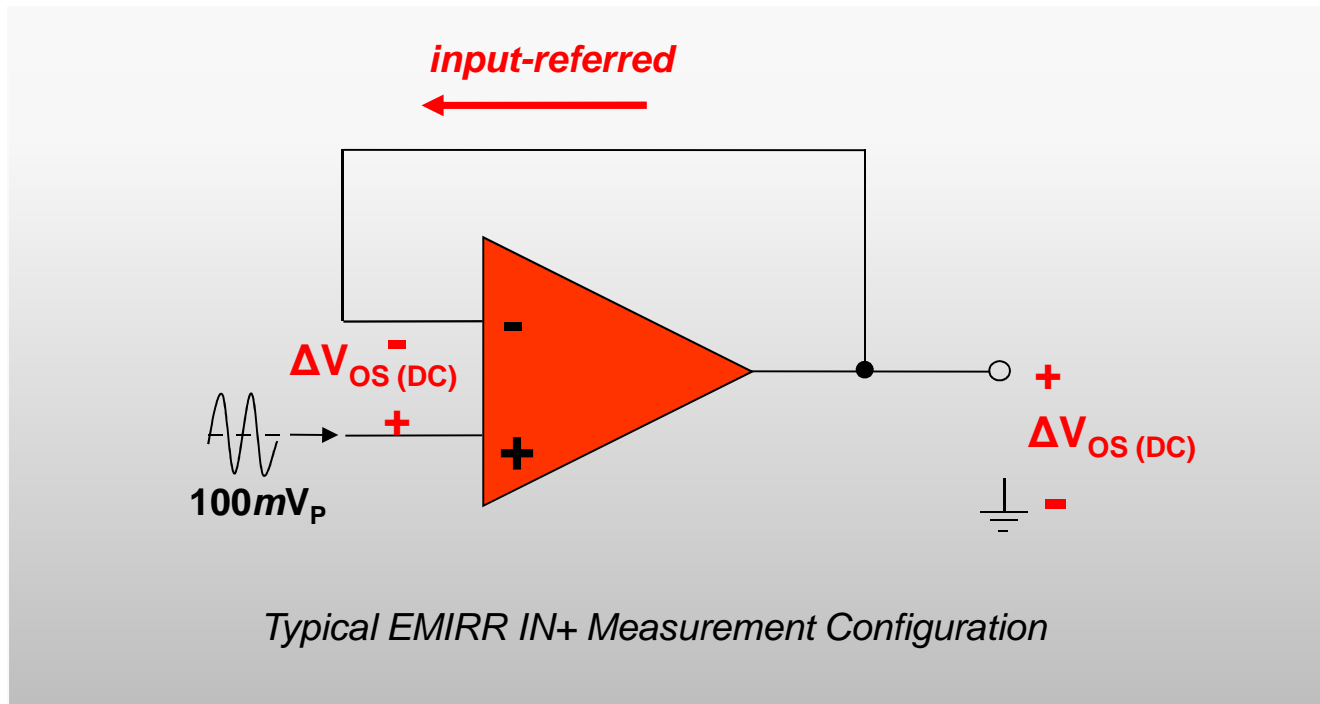 input-referred
-
-
ΔVOS (DC)
+
+
100mVP
+
ΔVOS (DC)
-
Typical EMIRR IN+ Measurement Configuration